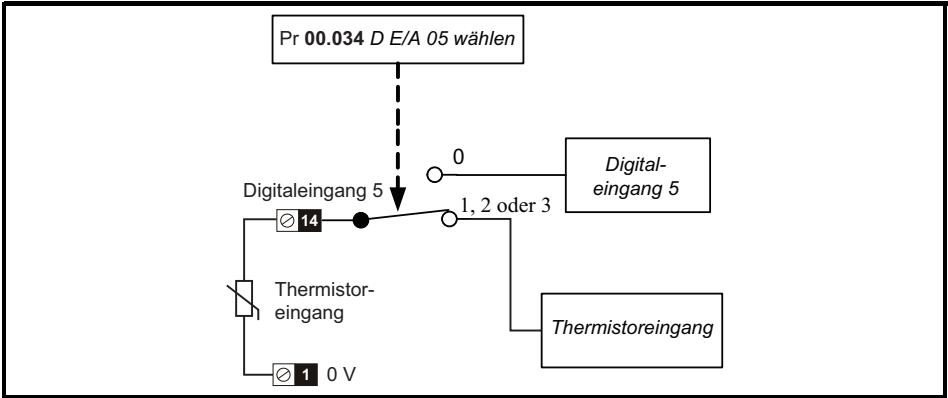 Pr 00.034 D E/A 05 wählen
0
Digital-
eingang 5
Digitaleingang 5
1, 2 oder 3
14
Thermistor-
eingang
Thermistoreingang
1 0 V